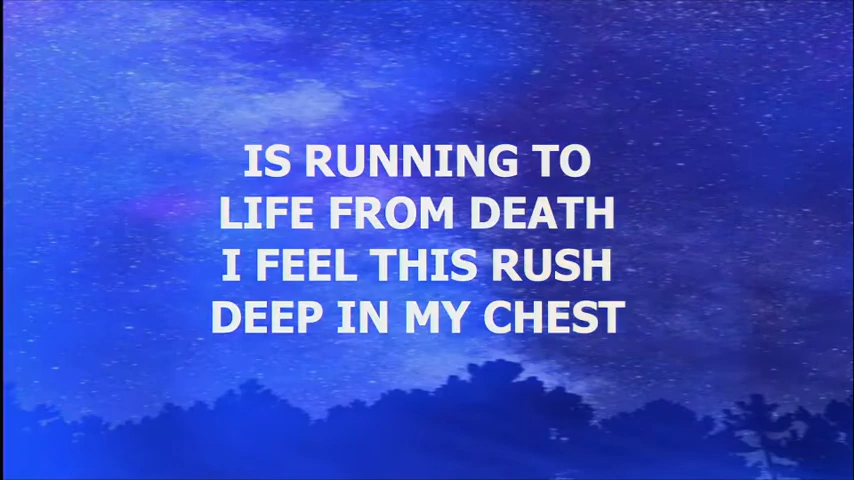 IS RUNNING TO
LIFE FROM DEATH
I FEEL THIS RUSH
DEEP IN MY CHEST